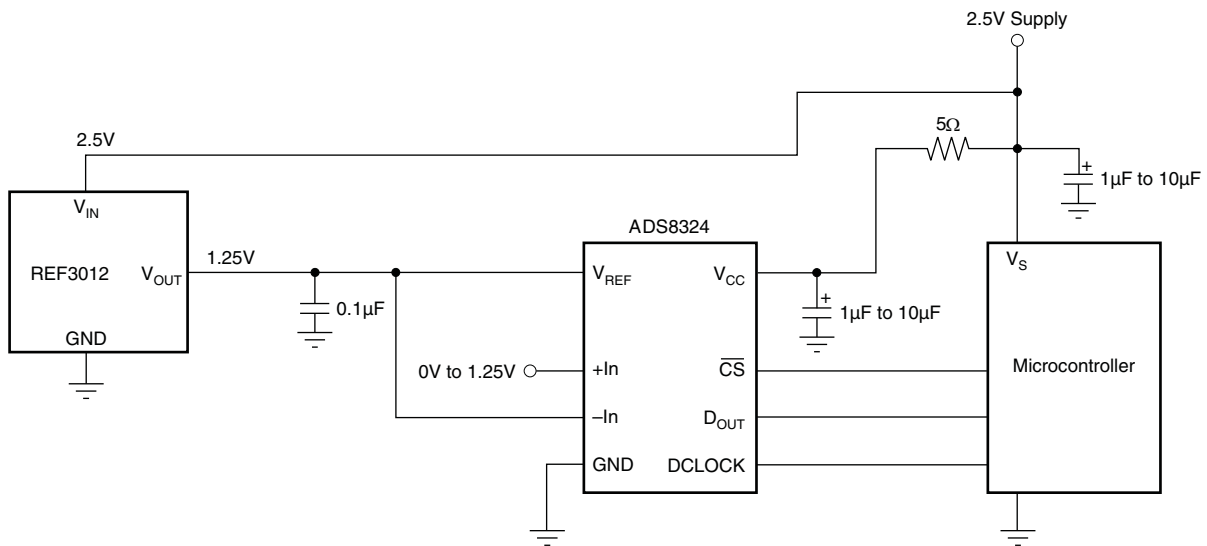 2.5V Supply
2.5V
5Ω
+
1µF to 10µF
V_IN
REF3012
V_OUT
GND
1.25V
0.1µF
ADS8324
V_REF
V_CC
+
1µF to 10µF
0V to 1.25V
+In
C̅S̅
–In
D_OUT
GND
DCLOCK
V_S
Microcontroller